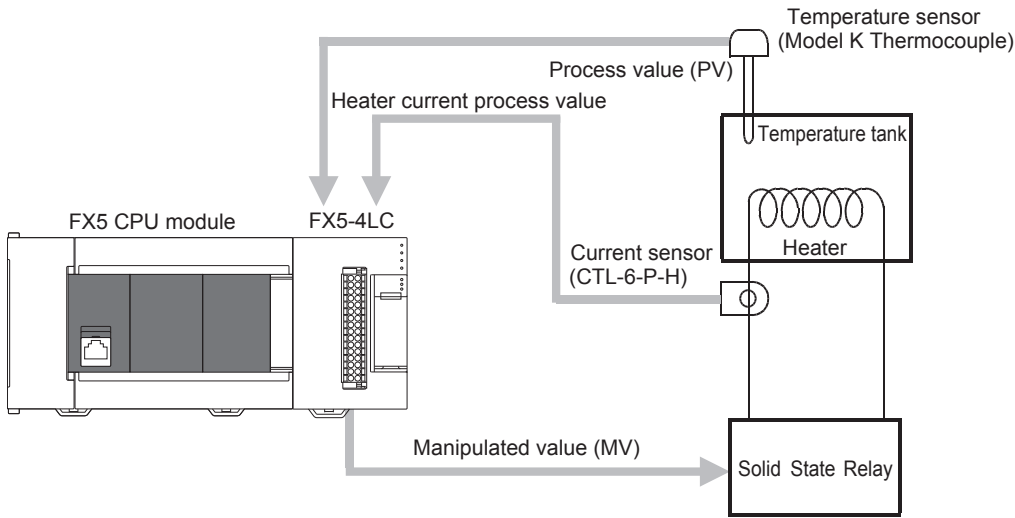 Temperature sensor
(Model K Thermocouple)
Process value (PV)
Heater current process value
Temperature tank
FX5 CPU module
FX5-4LC
Heater
Current sensor
(CTL-6-P-H)
Manipulated value (MV)
Solid State Relay